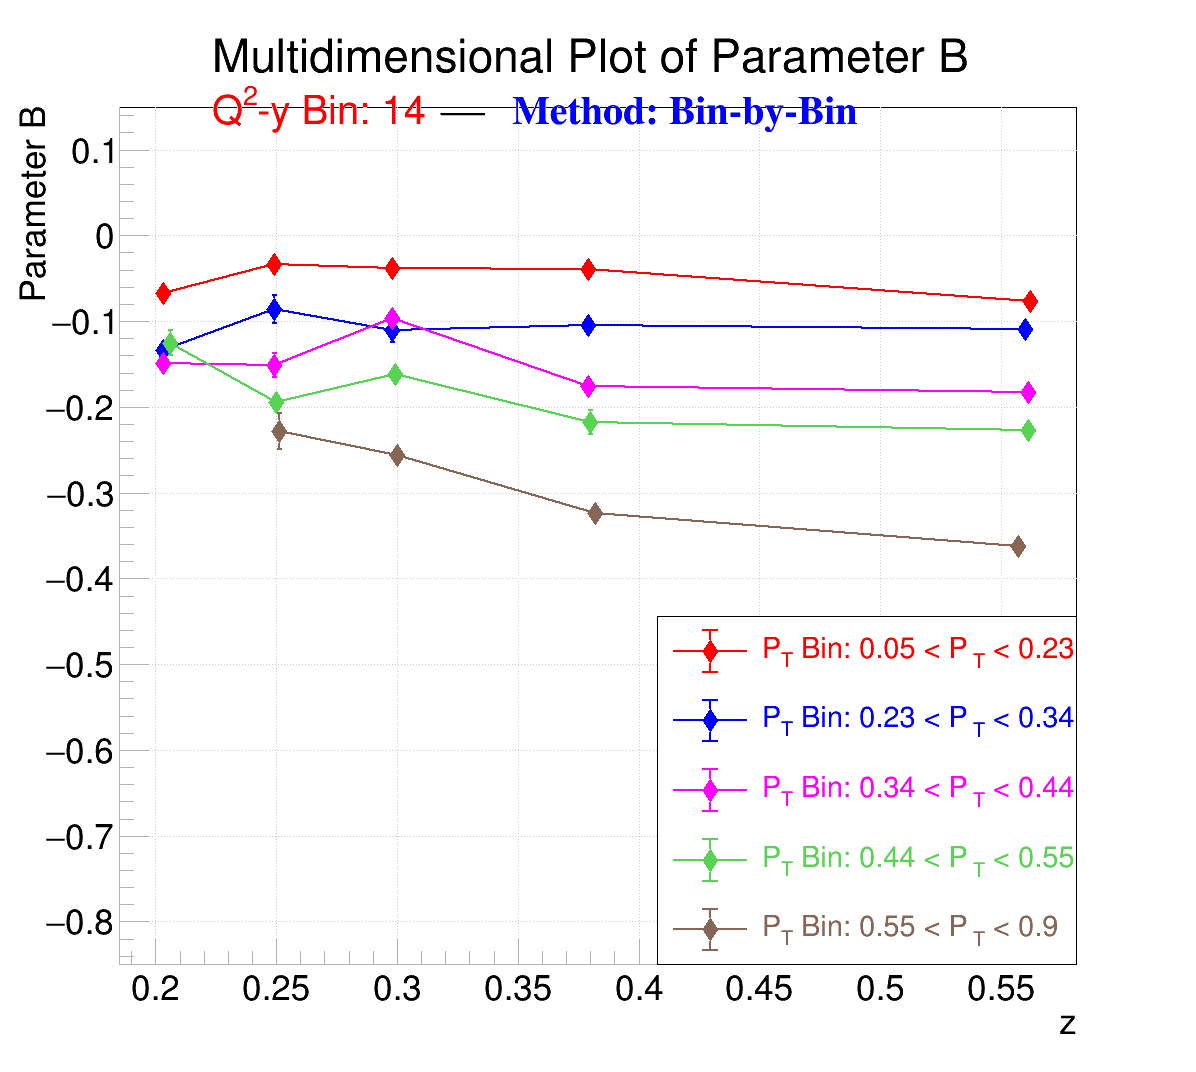 Multidimensional Plot of Parameter B
Q2-y Bin: 14 — Method: Bin-by-Bin
Parameter B
0.1
0
−0.1
−0.2
−0.3
−0.4
−0.5
−0.6
−0.7
−0.8
PT Bin: 0.05 < PT < 0.23
PT Bin: 0.23 < PT < 0.34
PT Bin: 0.34 < PT < 0.44
PT Bin: 0.44 < PT < 0.55
PT Bin: 0.55 < PT < 0.9
0.2 0.25 0.3 0.35 0.4 0.45 0.5 0.55
z